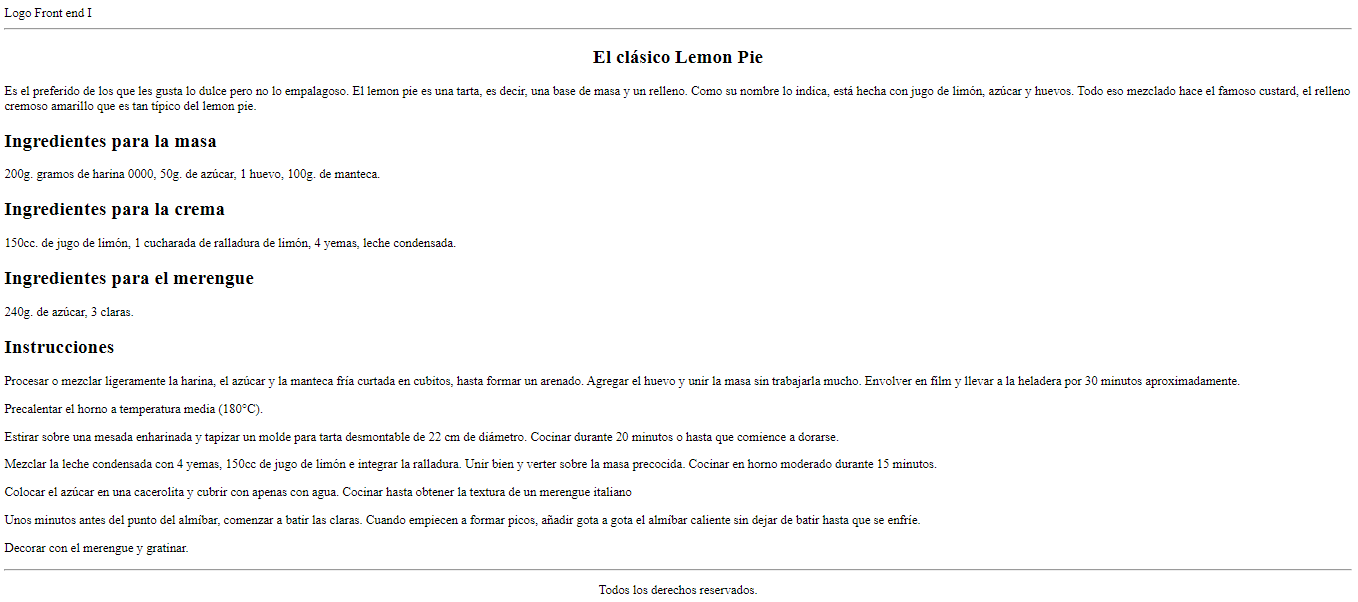 Logo Front end I
El clásico Lemon Pie
Es el preferido de los que les gusta lo dulce pero no lo empalagoso. El lemon pie es una tarta, es decir, una base de masa y un relleno. Como su nombre lo indica, está hecha con jugo de limón, azúcar y huevos. Todo eso mezclado hace el famoso custard, el relleno
cremoso amarillo que es tan típico del lemon pie.
Ingredientes para la masa
200g. gramos de harina 0000, 50g. de azúcar, 1 huevo, 100g. de manteca.
Ingredientes para la crema
150cc. de jugo de limón, 1 cucharada de ralladura de limón, 4 yemas, leche condensada.
Ingredientes para el merengue
240g. de azúcar, 3 claras.
Instrucciones
Procesar o mezclar ligeramente la harina, el azúcar y la manteca fría curtada en cubitos, hasta formar un arenado. Agregar el huevo y unir la masa sin trabajarla mucho. Envolver en film y llevar a la heladera por 30 minutos aproximadamente.
Precalentar el horno a temperatura media (180°C).
Estirar sobre una mesada enharinada y tapizar un molde para tarta desmontable de 22 cm de diámetro. Cocinar durante 20 minutos o hasta que comience a dorarse.
Mezclar la leche condensada con 4 yemas, 150cc de jugo de limón e integrar la ralladura. Unir bien y verter sobre la masa precocida. Cocinar en horno moderado durante 15 minutos.
Colocar el azúcar en una cacerolita y cubrir con apenas con agua. Cocinar hasta obtener la textura de un merengue italiano
Unos minutos antes del punto del almíbar, comenzar a batir las claras. Cuando empiecen a formar picos, añadir gota a gota el almíbar caliente sin dejar de batir hasta que se enfríe.
Decorar con el merengue y gratinar.
Todos los derechos reservados.